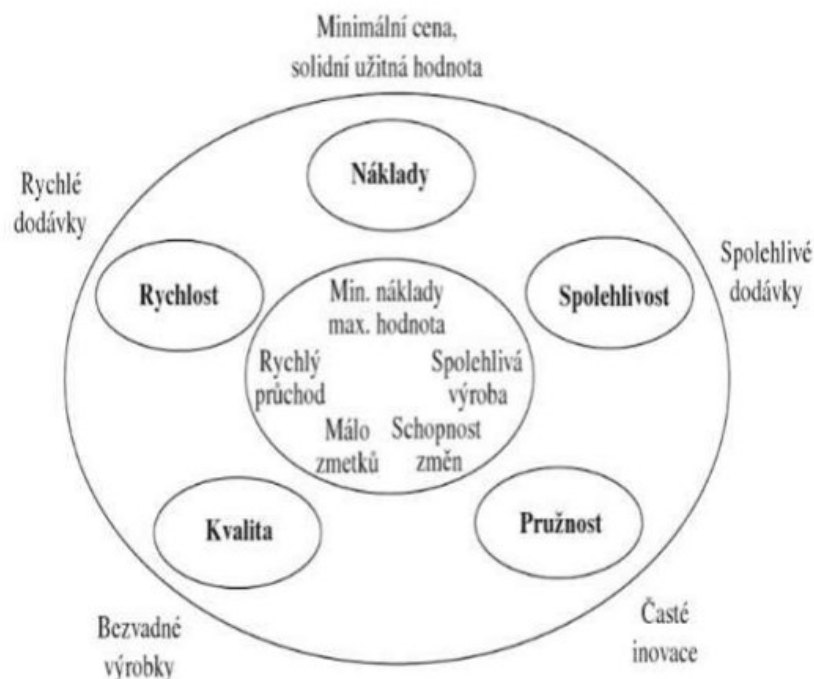 Minimální cena,
solidní užitná hodnota
Náklady
Rychlé
dodávky
Spolehlivé
dodávky
Rychlost
Spolehlivost
Min. náklady
max. hodnota
Rychlý
průchod
Spolehlivá
výroba
Málo
zmetků
Schopnost
změn
Kvalita
Pružnost
Bezvadné
výrobky
Časté
inovace